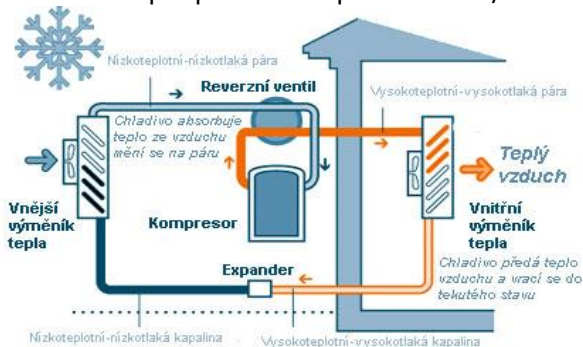 Nízkoteplotní-nízkotlaká pára
Reverzní ventil
Vysokoteplotní-vysokotlaká pára
Chladivo absorbuje
teplo ze vzduchu
mění se na páru
Teplý
vzduch
Vnější
výměník
tepla
Kompresor
Vnitřní
výměník
tepla
Expander
Chladivo předá teplo
vzduchu a vrací se do
tekutého stavu
Nízkoteplotní-nízkotlaká kapalina
Vysokoteplotní-vysokotlaká kapalina